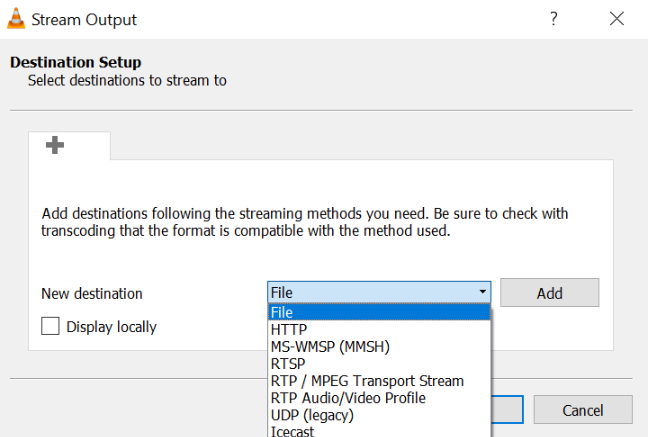 Stream Output
?
Destination Setup
Select destinations to stream to
Add destinations following the streaming methods you need. Be sure to check with
transcoding that the format is compatible with the method used.
New destination
File
Add
Display locally
File
HTTP
MS-WMSP (MMSH)
RTSP
RTP / MPEG Transport Stream
RTP Audio/Video Profile
UDP (legacy)
Icecast
Cancel